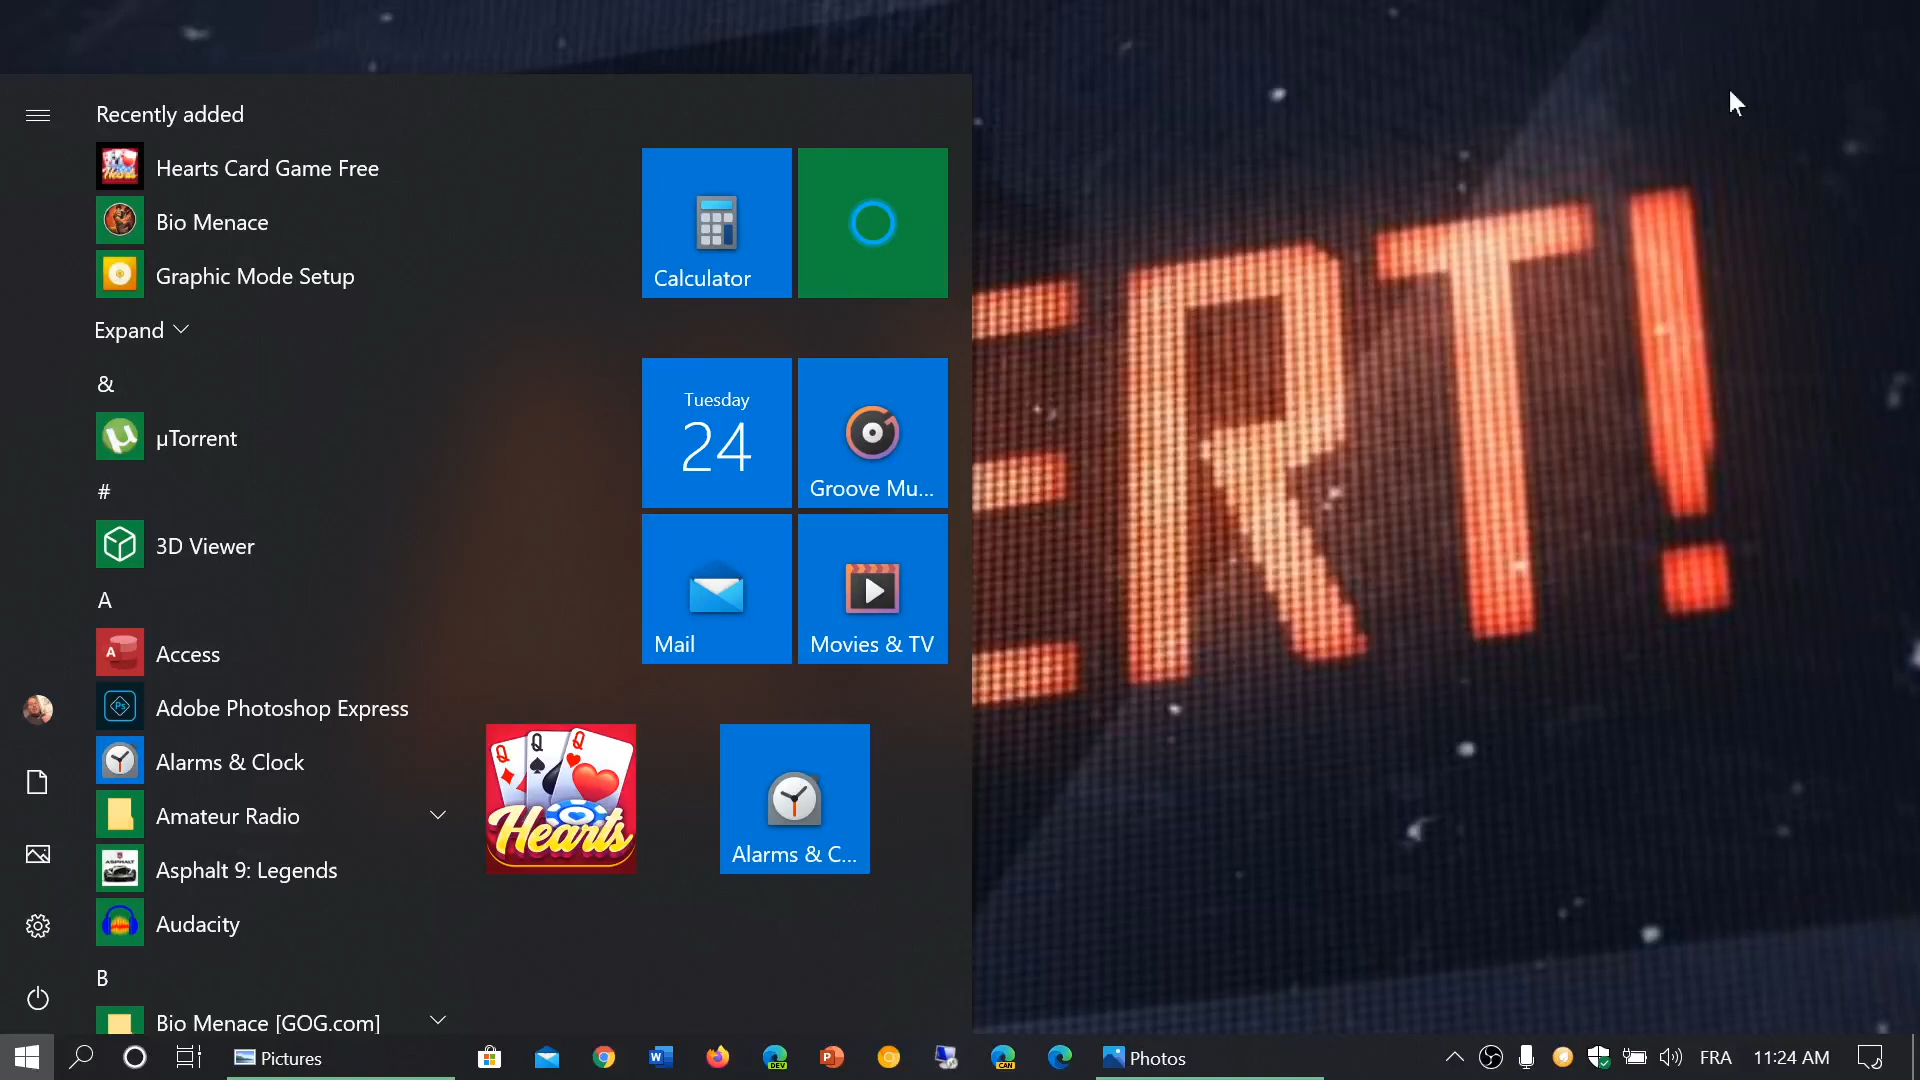 Recently added
Hearts Card Game Free
Bio Menace
Graphic Mode Setup
Expand
&
µTorrent
#
3D Viewer
A
Access
Adobe Photoshop Express
Alarms & Clock
Amateur Radio
Asphalt 9: Legends
Audacity
B
Bio Menace [GOG.com]
Calculator
Tuesday
24
Groove Mu...
Mail
Movies & TV
Hearts
Alarms & C...
ERT!
Pictures
DEV
CAN
Photos
FRA
11:24 AM